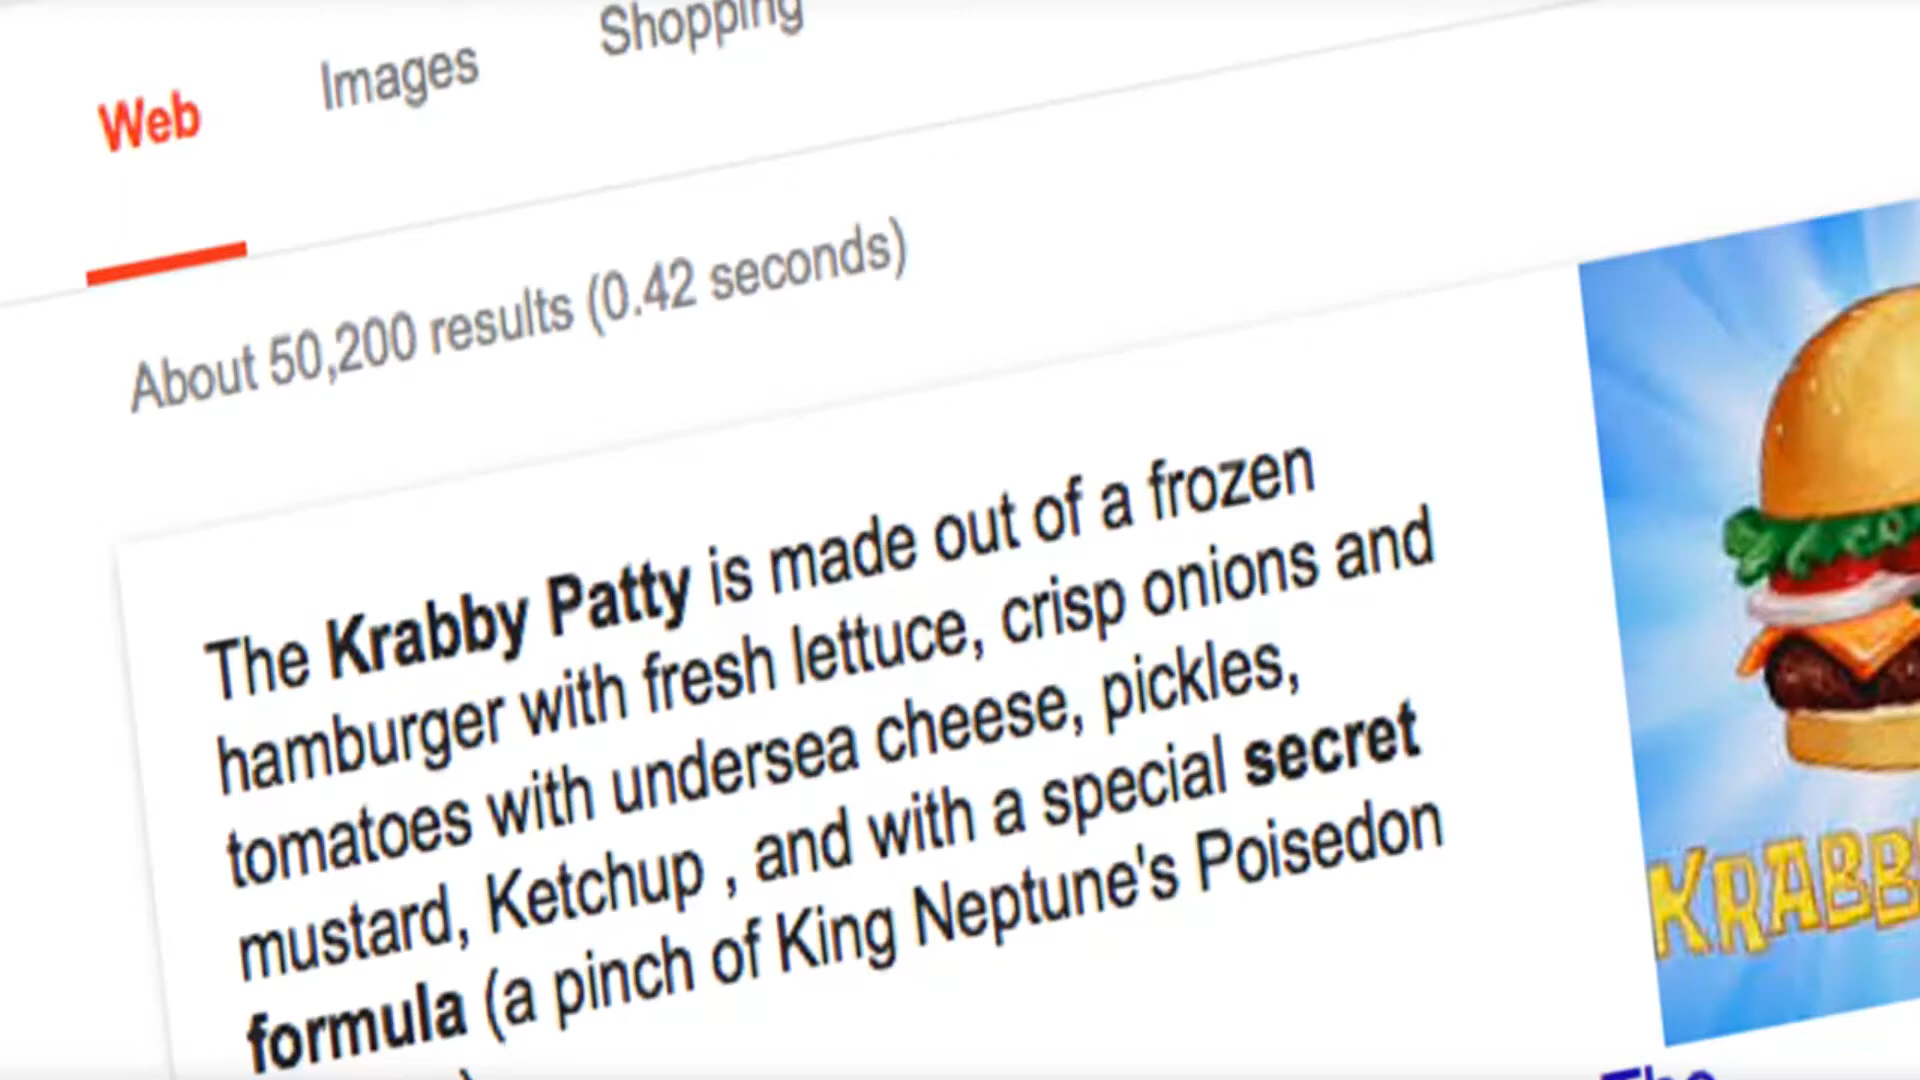 Web Images Shopping
About 50,200 results (0.42 seconds)
The Krabby Patty is made out of a frozen
hamburger with fresh lettuce, crisp onions and
tomatoes with undersea cheese, pickles,
mustard, Ketchup , and with a special secret
formula (a pinch of King Neptune's Poisedon
KRABB
The